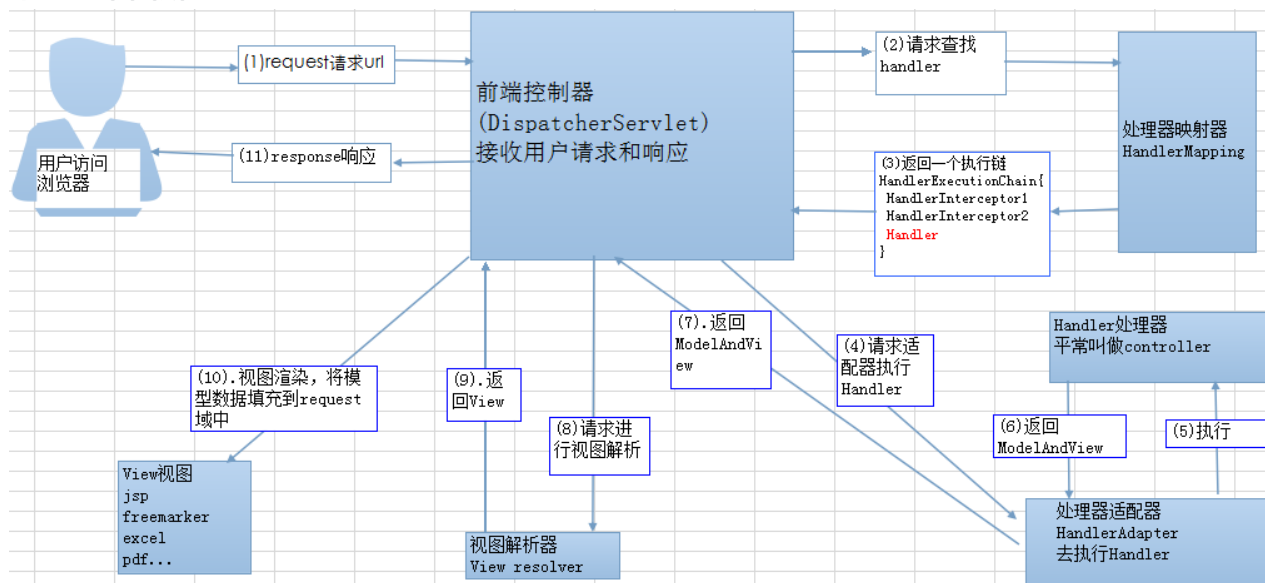 (1)request请求url
前端控制器
(DispatcherServlet)
接收用户请求和响应
(2)请求查找
handler
处理器映射器
HandlerMapping
用户访问
浏览器
(11)response响应
(3)返回一个执行链
HandlerExecutionChain{
HandlerInterceptor1
HandlerInterceptor2
Handler
}
(7).返回
ModelAndVi
ew
(4)请求适
配器执行
Handler
Handler处理器
平常叫做controller
(10).视图渲染，将模
型数据填充到request
域中
(9).返
回View
(8)请求进
行视图解析
(6)返回
ModelAndView
(5)执行
View视图
jsp
freemarker
excel
pdf...
视图解析器
View resolver
处理器适配器
HandlerAdapter
去执行Handler